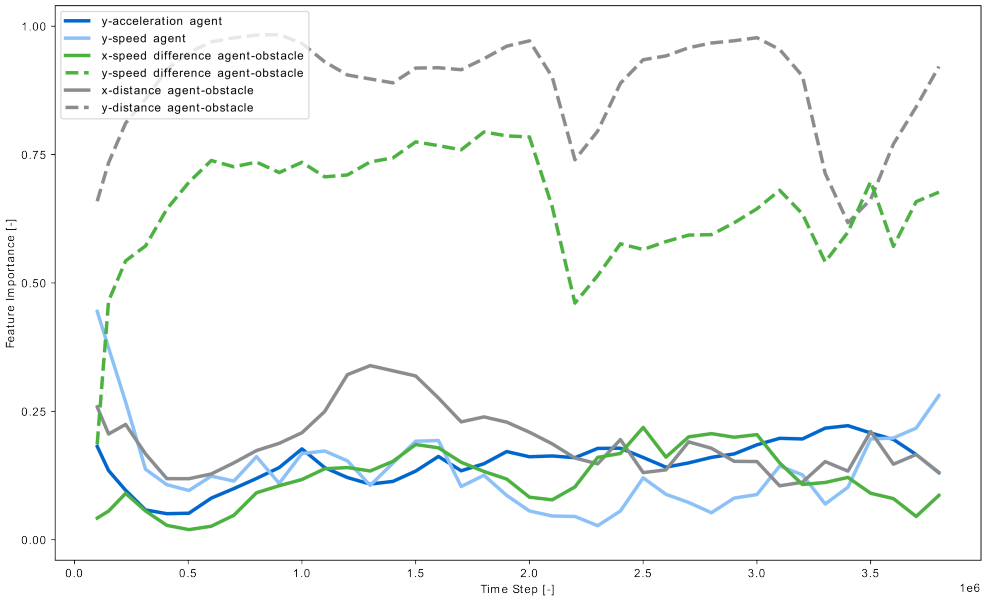 y-acceleration agent
y-speed agent
x-speed difference agent-obstacle
y-speed difference agent-obstacle
x-distance agent-obstacle
y-distance agent-obstacle
1.00
0.75
0.50
0.25
0.00
Feature Importance [-]
0.0 0.5 1.0 1.5 2.0 2.5 3.0 3.5
Time Step [-]
1e6